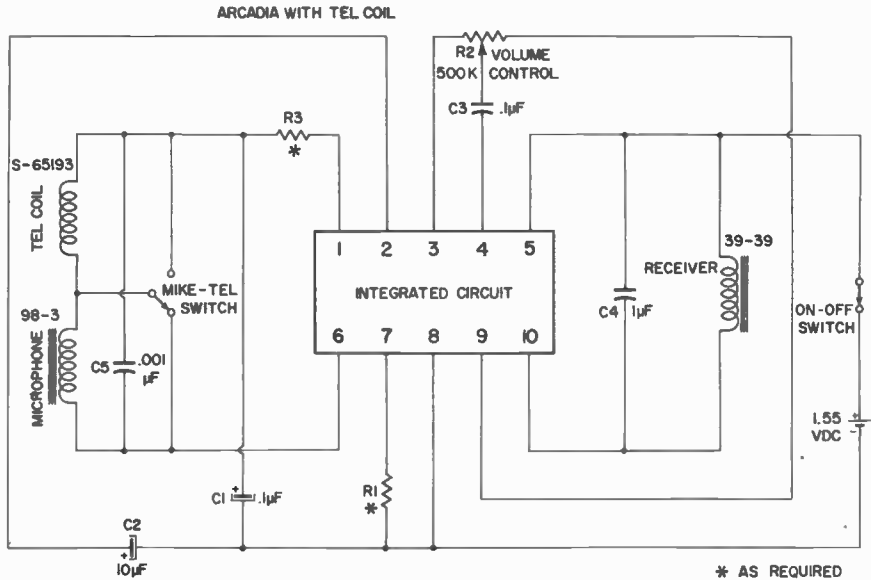 ARCADIA WITH TEL COIL
R2 VOLUME
500K CONTROL
C3 .1µF
R3
*
S-65193
TEL COIL
1 2 3 4 5
39-39
RECEIVER
MIKE-TEL
SWITCH
INTEGRATED CIRCUIT
98-3
MICROPHONE
C4 1µF
ON-OFF
SWITCH
6 7 8 9 10
C5 .001
µF
1.55
VDC
+
-
+
C1 .1µF
R1
*
C2
+
10µF
* AS REQUIRED